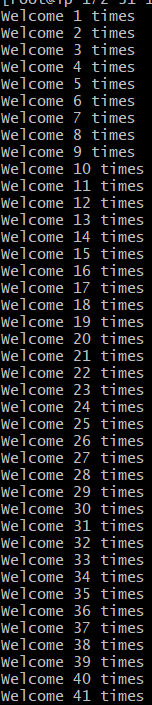 Welcome 1 times
Welcome 2 times
Welcome 3 times
Welcome 4 times
Welcome 5 times
Welcome 6 times
Welcome 7 times
Welcome 8 times
Welcome 9 times
Welcome 10 times
Welcome 11 times
Welcome 12 times
Welcome 13 times
Welcome 14 times
Welcome 15 times
Welcome 16 times
Welcome 17 times
Welcome 18 times
Welcome 19 times
Welcome 20 times
Welcome 21 times
Welcome 22 times
Welcome 23 times
Welcome 24 times
Welcome 25 times
Welcome 26 times
Welcome 27 times
Welcome 28 times
Welcome 29 times
Welcome 30 times
Welcome 31 times
Welcome 32 times
Welcome 33 times
Welcome 34 times
Welcome 35 times
Welcome 36 times
Welcome 37 times
Welcome 38 times
Welcome 39 times
Welcome 40 times
Welcome 41 times